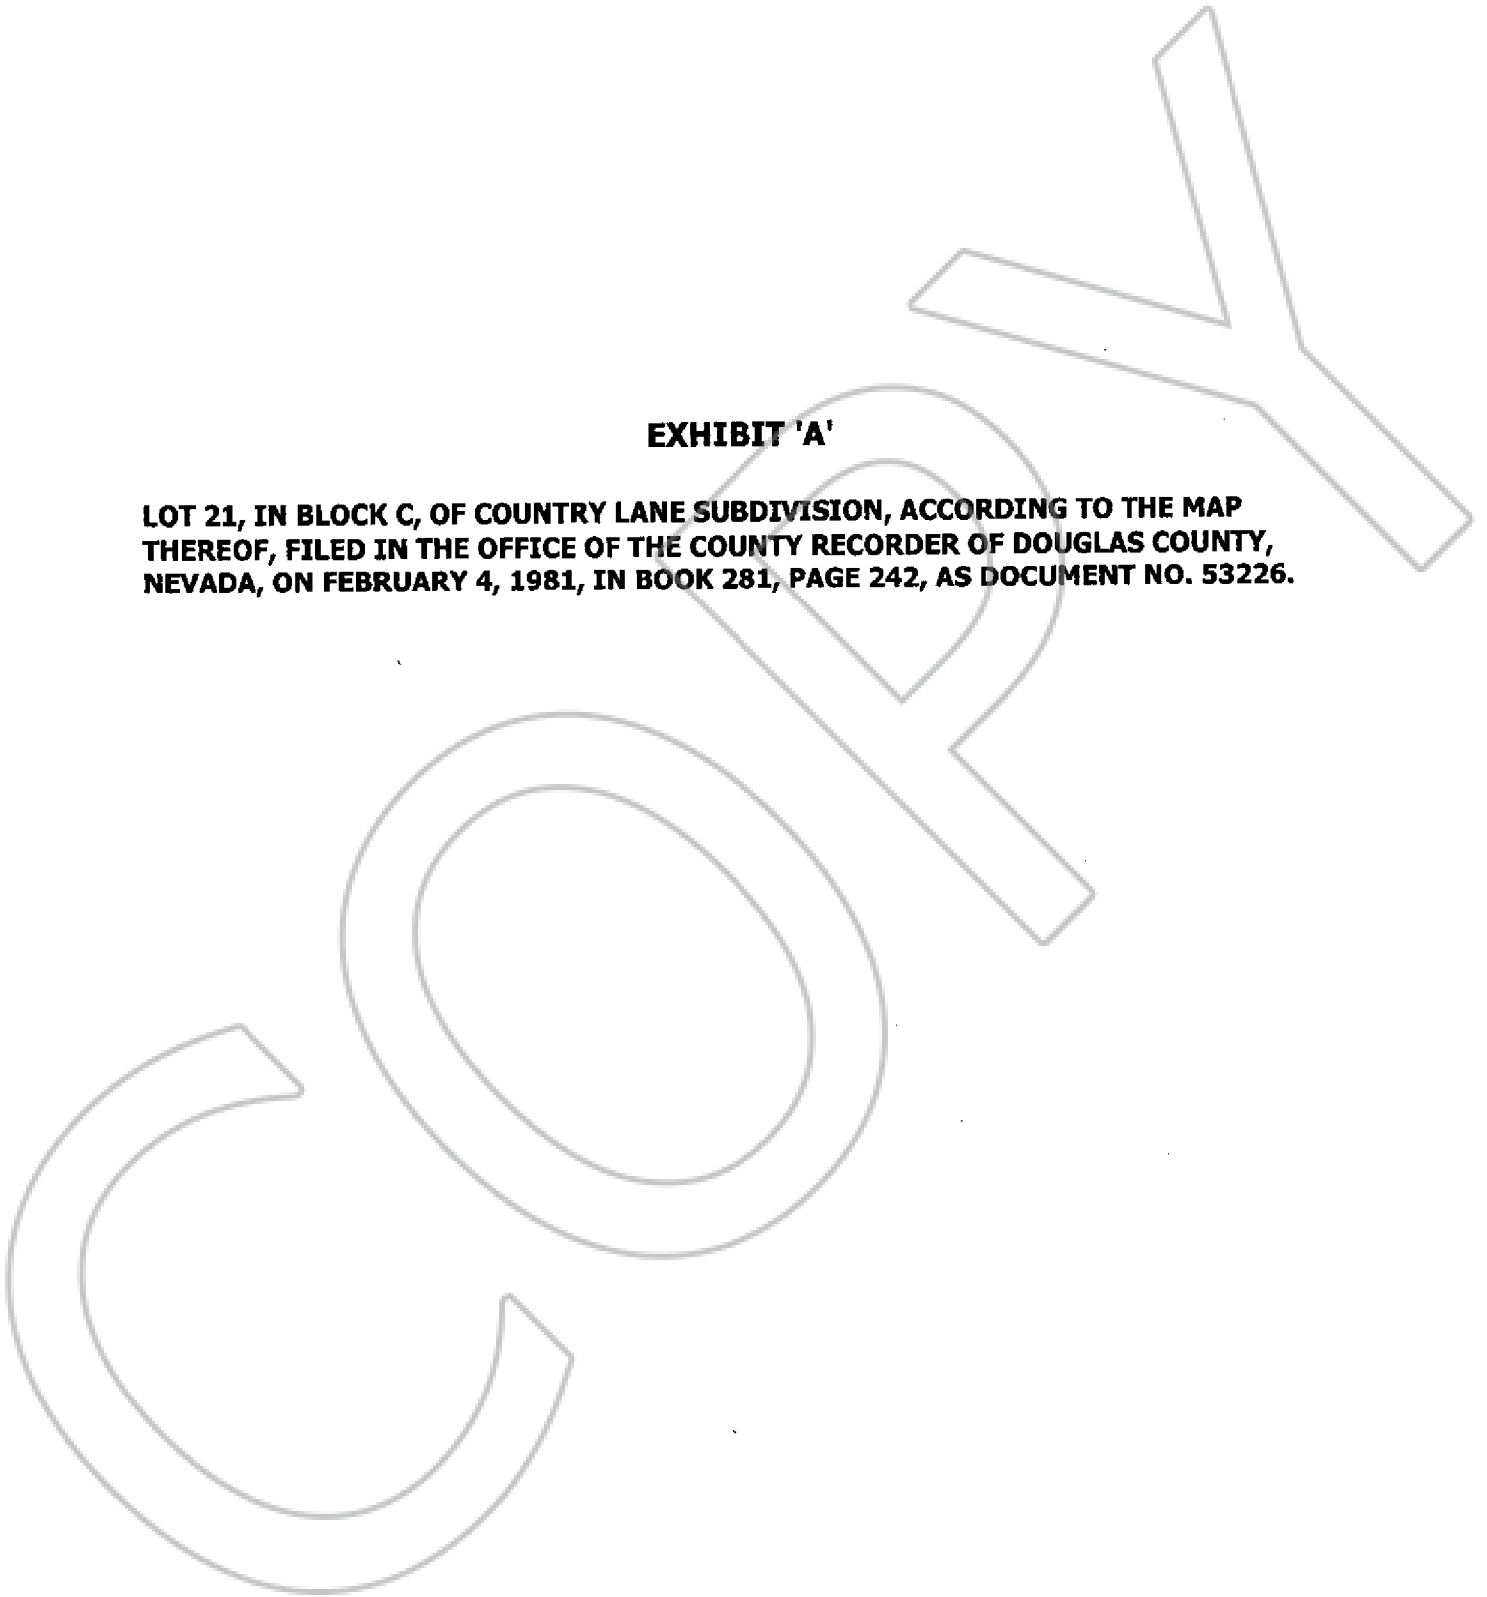 EXHIBIT 'A'
LOT 21, IN BLOCK C, OF COUNTRY LANE SUBDIVISION, ACCORDING TO THE MAP
THEREOF, FILED IN THE OFFICE OF THE COUNTY RECORDER OF DOUGLAS COUNTY,
NEVADA, ON FEBRUARY 4, 1981, IN BOOK 281, PAGE 242, AS DOCUMENT NO. 53226.
COPY